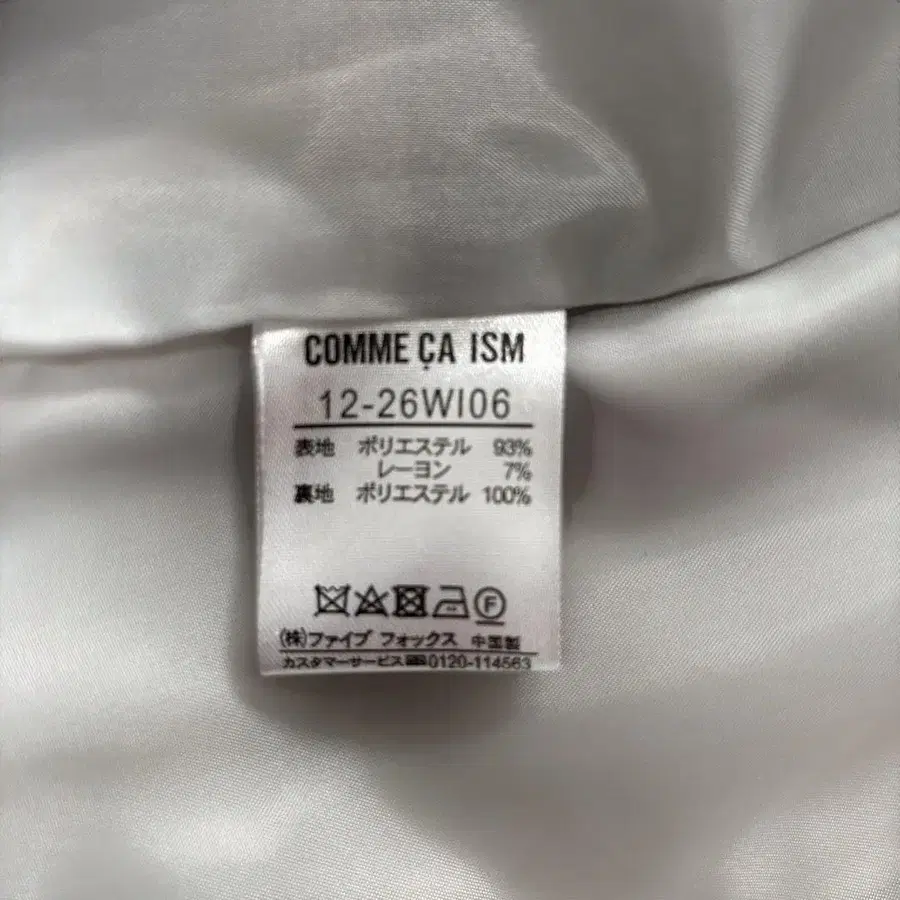 COMME ÇA ISM
12-26WI06
表地 ポリエステル 93%
レーヨン 7%
裏地 ポリエステル 100%
F
(株)ファイブ フォックス 中国製
カスタマーサービス 0120-114563